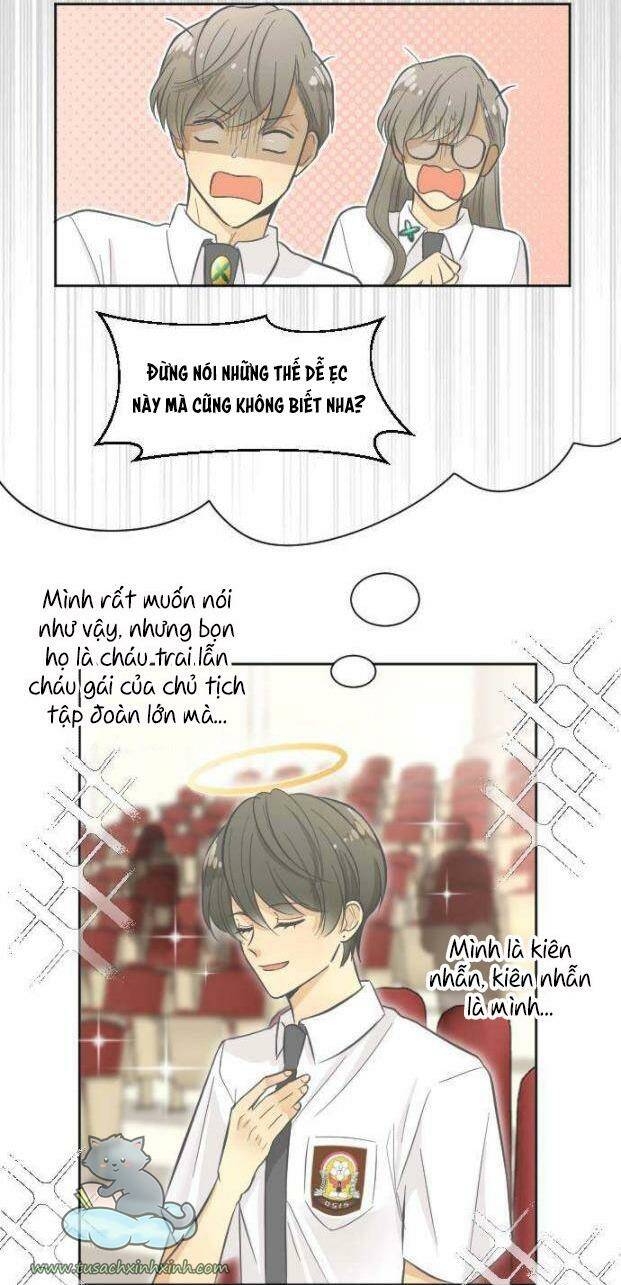 ĐỪNG NÓI NHỮNG THỂ DỄ ẸC
NÀY MÀ CŨNG KHÔNG BIẾT NHA?
Mình rất muốn nói
như vậy, nhưng bọn
họ là cháu trai lẫn
cháu gái của chủ tịch
tập đoàn lớn mà...
Mình là kiên
nhẫn, kiên nhẫn
là mình...
OSIS
www.tusachxinhxinh.com